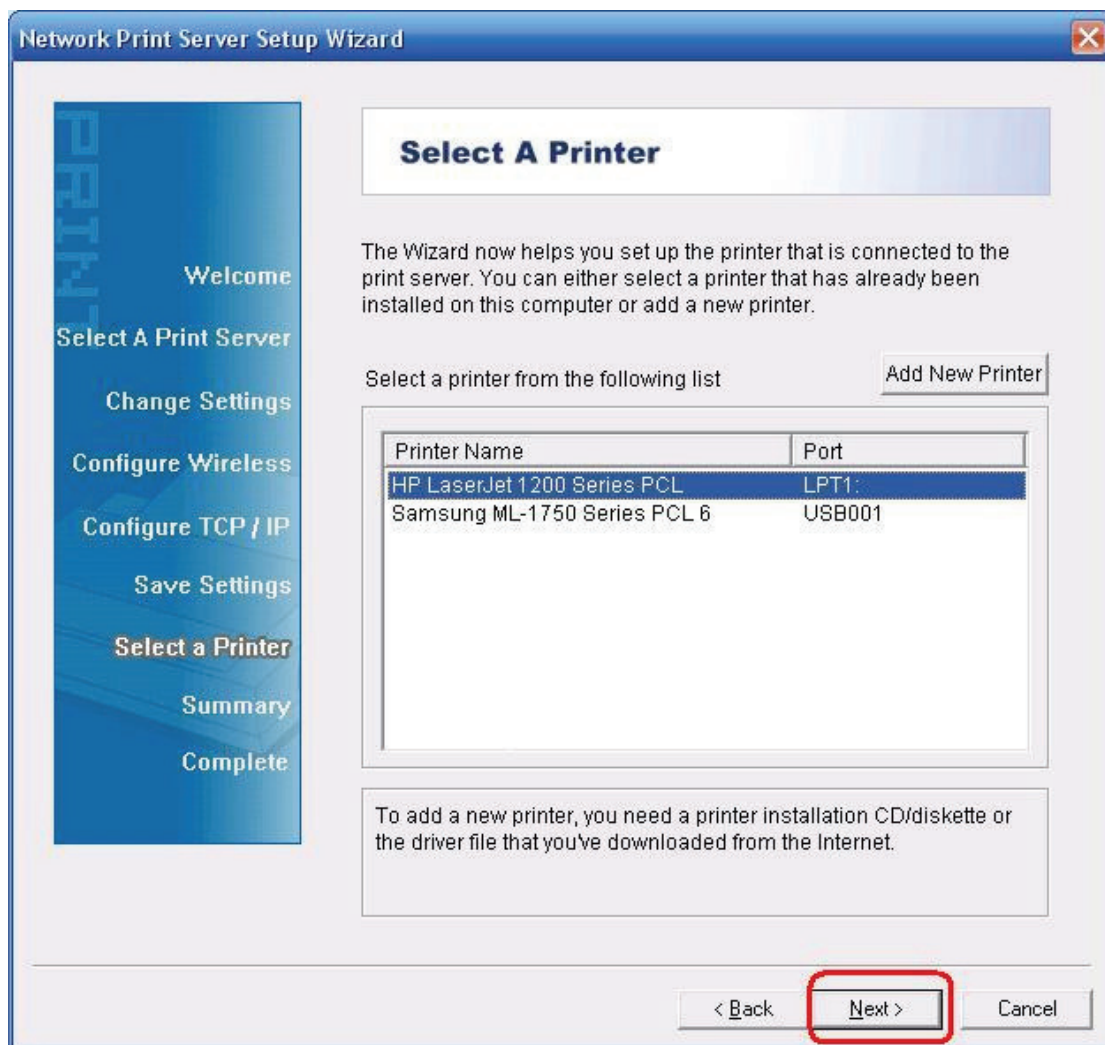 Network Print Server Setup Wizard
PRINT
Welcome
Select A Print Server
Change Settings
Configure Wireless
Configure TCP / IP
Save Settings
Select a Printer
Summary
Complete
Select A Printer
The Wizard now helps you set up the printer that is connected to the
print server. You can either select a printer that has already been
installed on this computer or add a new printer.
Select a printer from the following list
Add New Printer
Printer Name Port
HP LaserJet 1200 Series PCL LPT1:
Samsung ML-1750 Series PCL 6 USB001
To add a new printer, you need a printer installation CD/diskette or
the driver file that you've downloaded from the Internet.
< Back Next > Cancel